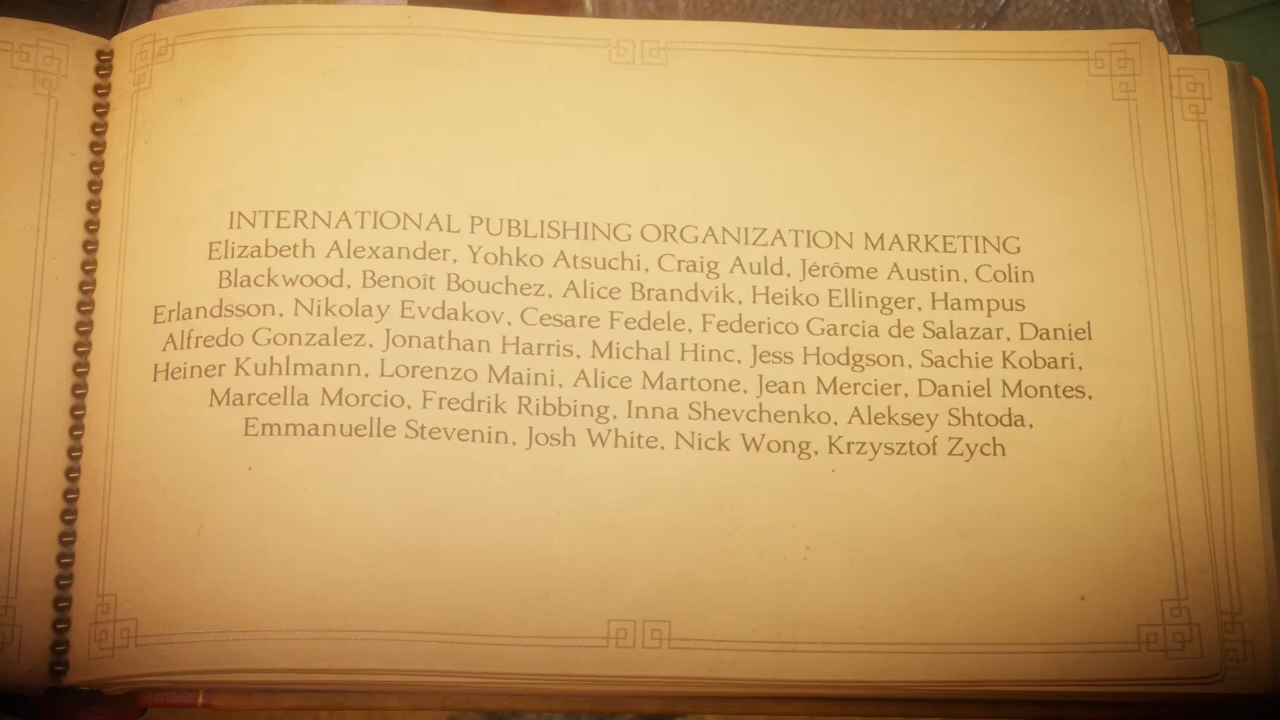 INTERNATIONAL PUBLISHING ORGANIZATION MARKETING
Elizabeth Alexander, Yohko Atsuchi, Craig Auld, Jérôme Austin, Colin
Blackwood, Benoît Bouchez, Alice Brandvik, Heiko Ellinger, Hampus
Erlandsson, Nikolay Evdakov, Cesare Fedele, Federico Garcia de Salazar, Daniel
Alfredo Gonzalez, Jonathan Harris, Michal Hinc, Jess Hodgson, Sachie Kobari,
Heiner Kuhlmann, Lorenzo Maini, Alice Martone, Jean Mercier, Daniel Montes,
Marcella Morcio, Fredrik Ribbing, Inna Shevchenko, Aleksey Shtoda,
Emmanuelle Stevenin, Josh White, Nick Wong, Krzysztof Zych